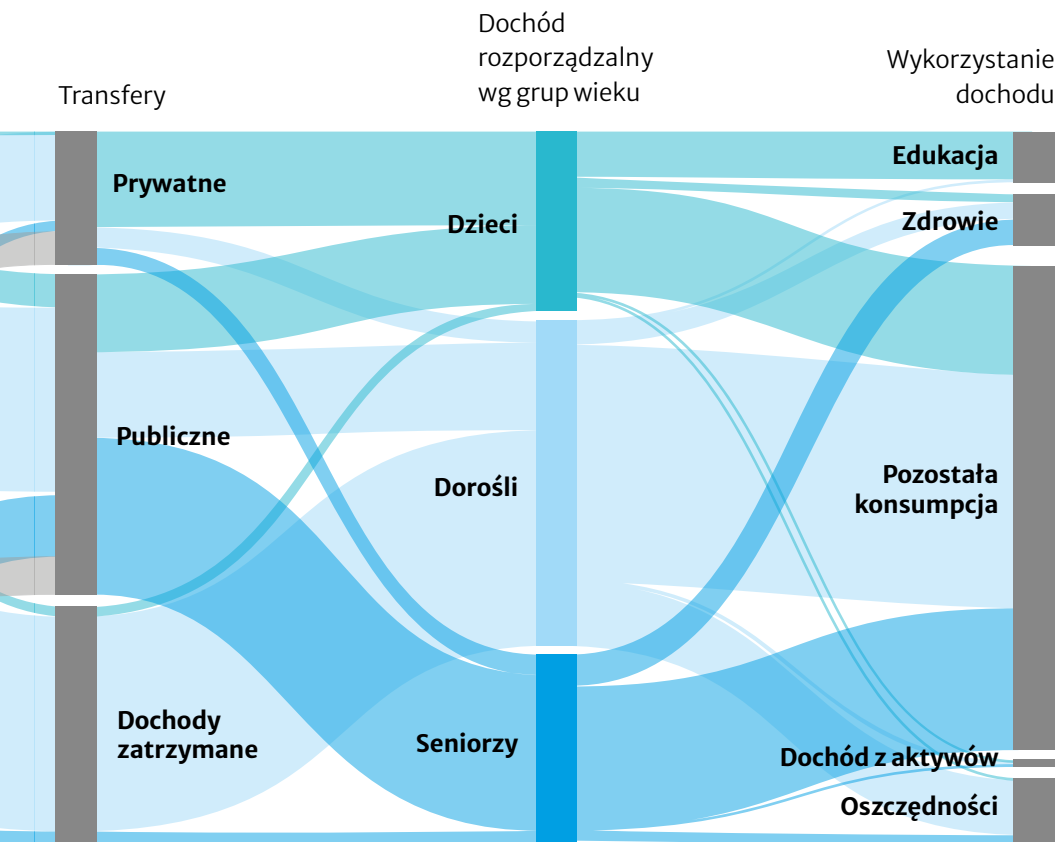 Transfery
Dochód
rozporządzalny
wg grup wieku
Wykorzystanie
dochodu
Prywatne
Publiczne
Dochody
zatrzymane
Dzieci
Dorośli
Seniorzy
Edukacja
Zdrowie
Pozostała
konsumpcja
Dochód z aktywów
Oszczędności